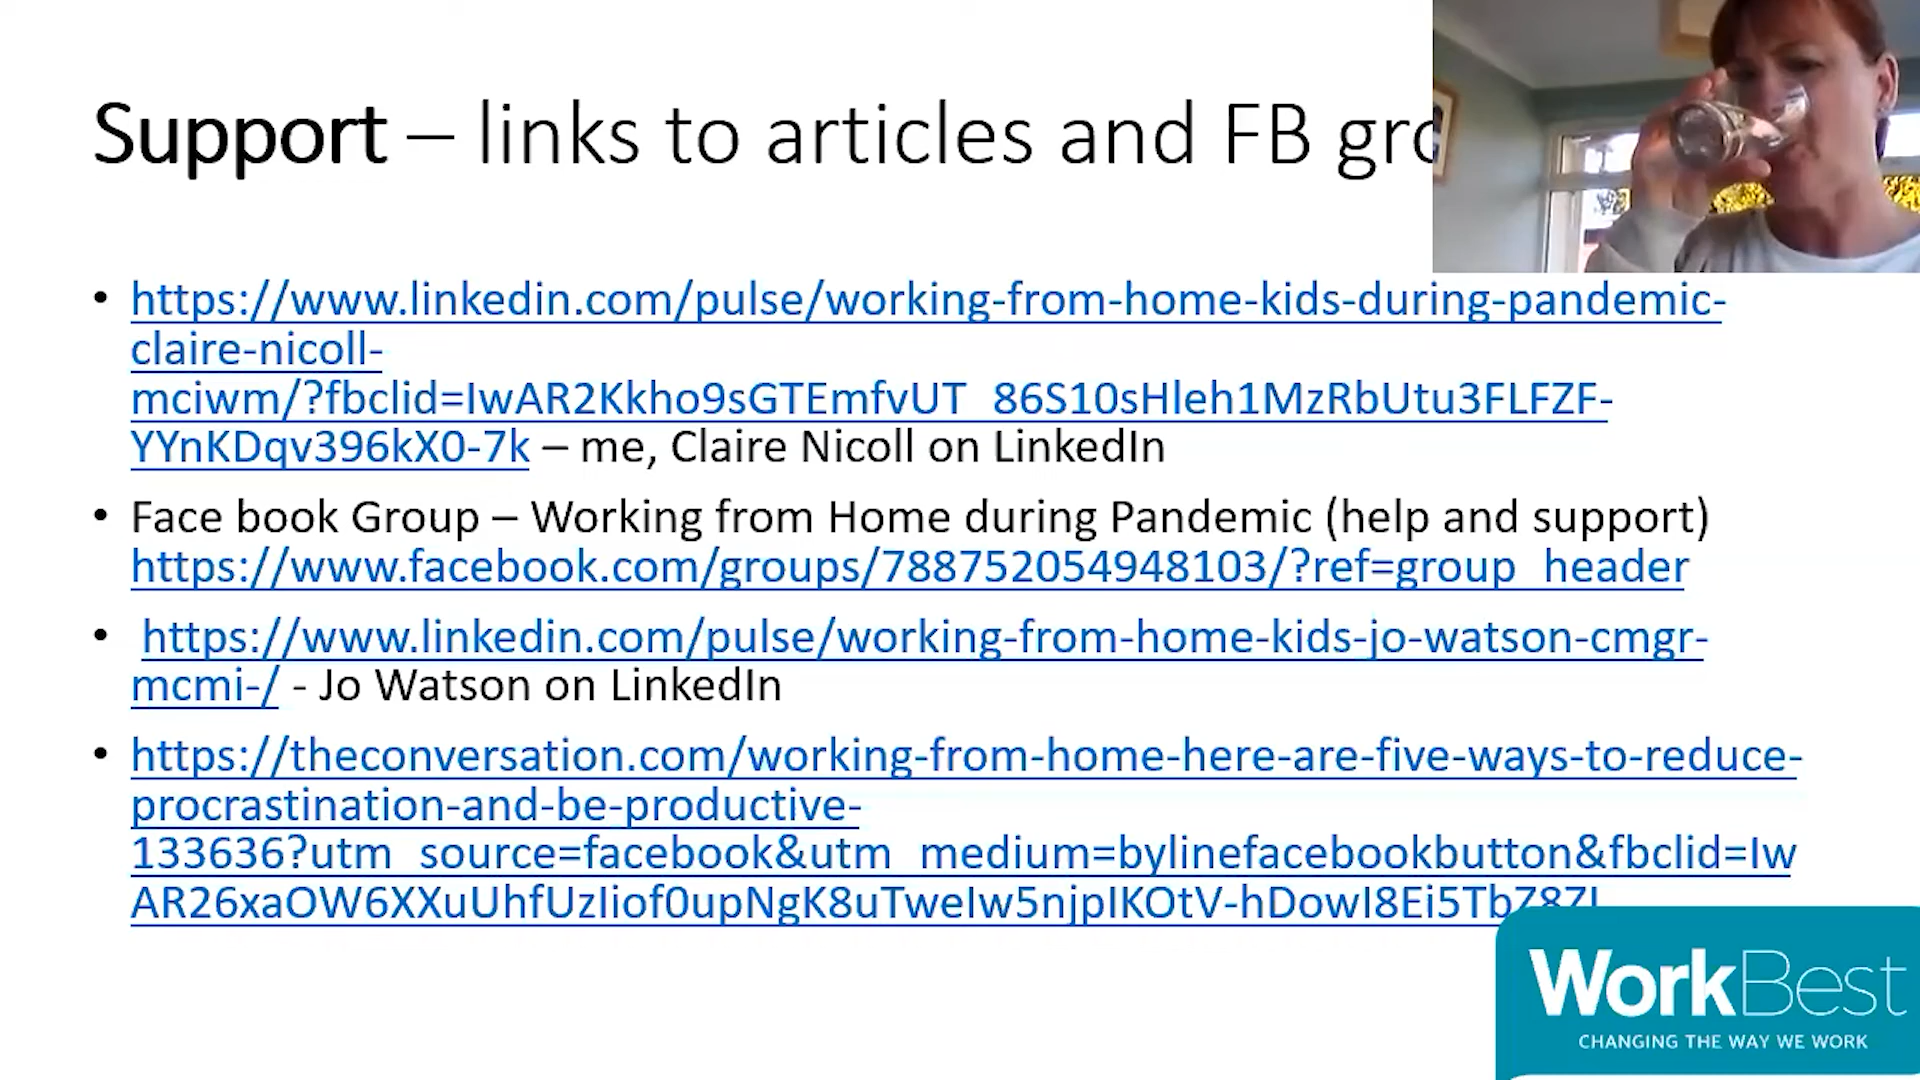 Support – links to articles and FB
• https://www.linkedin.com/pulse/working-from-home-kids-during-pandemic-
claire-nicoll-
mciwm/?fbclid=IwAR2Kkho9sGTEmfvUT_86S10sHleh1MzRbUtu3FLFZF-
YYnKDqv396kX0-7k – me, Claire Nicoll on LinkedIn
• Face book Group – Working from Home during Pandemic (help and support)
https://www.facebook.com/groups/788752054948103/?ref=group_header
• https://www.linkedin.com/pulse/working-from-home-kids-jo-watson-cmgr-
mcmi-/ - Jo Watson on LinkedIn
• https://theconversation.com/working-from-home-here-are-five-ways-to-reduce-
procrastination-and-be-productive-
133636?utm_source=facebook&utm_medium=bylinefacebookbutton&fbclid=Iw
WorkBest
CHANGING THE WAY WE WORK